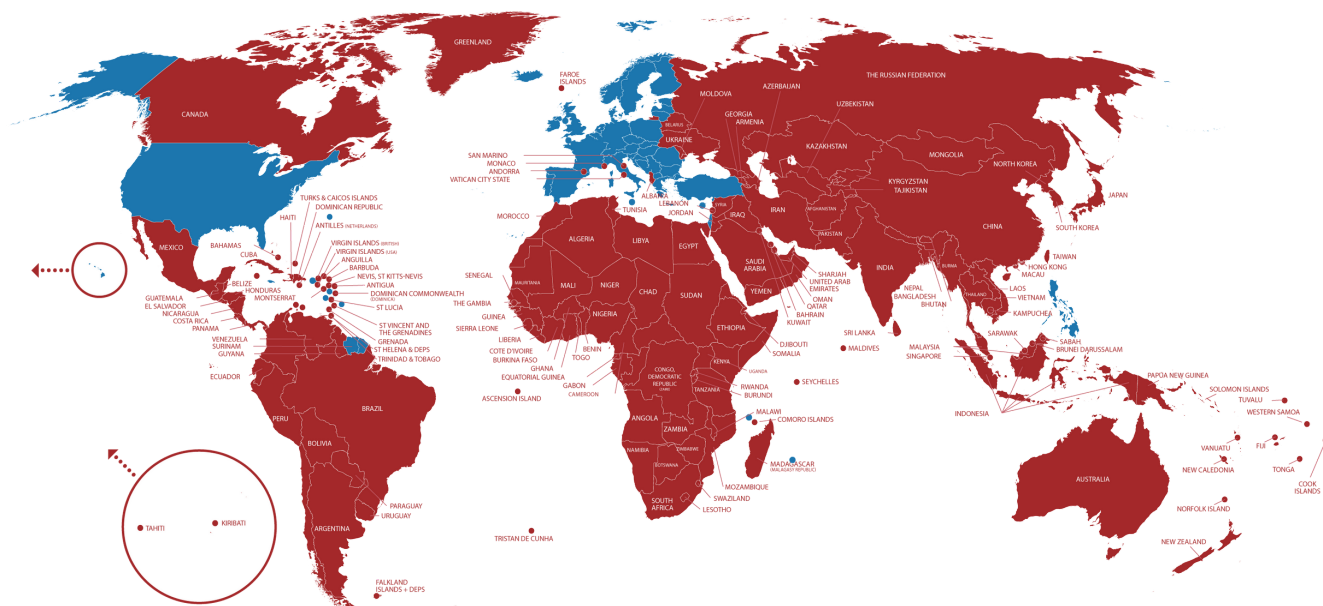 GREENLAND
CANADA
MEXICO
BAHAMAS
CUBA
HAITI
TURKS & CAICOS ISLANDS
DOMINICAN REPUBLIC
ANTILLES (NETHERLANDS)
VIRGIN ISLANDS (BRITISH)
VIRGIN ISLANDS (USA)
ANGUILLA
BARBUDA
NEVIS, ST KITTS-NEVIS
ANTIGUA
DOMINICAN COMMONWEALTH
(DOMINICA)
ST LUCIA
ST VINCENT AND
THE GRENADINES
GRENADA
ST HELENA & DEPS
TRINIDAD & TOBAGO
BELIZE
HONDURAS
MONTSERRAT
GUATEMALA
EL SALVADOR
NICARAGUA
COSTA RICA
PANAMA
VENEZUELA
SURINAM
GUYANA
ECUADOR
PERU
BRAZIL
BOLIVIA
PARAGUAY
URUGUAY
ARGENTINA
FALKLAND
ISLANDS + DEPS
TAHITI
KIRIBATI
FAROE
ISLANDS
SAN MARINO
MONACO
ANDORRA
VATICAN CITY STATE
ALBANIA
LEBANON
TUNISIA
JORDAN
SYRIA
MOROCCO
BELARUS
UKRAINE
MOLDOVA
GEORGIA
ARMENIA
AZERBAIJAN
THE RUSSIAN FEDERATION
UZBEKISTAN
KAZAKHSTAN
MONGOLIA
NORTH KOREA
KYRGYZSTAN
TAJIKISTAN
JAPAN
SOUTH KOREA
CHINA
AFGHANISTAN
PAKISTAN
IRAN
IRAQ
INDIA
TAIWAN
HONG KONG
MACAU
BURMA
LAOS
VIETNAM
THAILAND
KAMPUCHEA
NEPAL
BANGLADESH
BHUTAN
SRI LANKA
MALDIVES
MALAYSIA
SINGAPORE
SARAWAK
SABAH
BRUNEI DARUSSALAM
INDONESIA
PAPUA NEW GUINEA
SOLOMON ISLANDS
TUVALU
WESTERN SAMOA
VANUATU
FIJI
NEW CALEDONIA
TONGA
COOK
ISLANDS
NORFOLK ISLAND
NEW ZEALAND
AUSTRALIA
SAUDI
ARABIA
YEMEN
SHARJAH
UNITED ARAB
EMIRATES
OMAN
QATAR
BAHRAIN
KUWAIT
ALGERIA
LIBYA
EGYPT
SENEGAL
MAURITANIA
MALI
NIGER
CHAD
SUDAN
THE GAMBIA
GUINEA
SIERRA LEONE
LIBERIA
COTE D'IVOIRE
BURKINA FASO
GHANA
TOGO
BENIN
NIGERIA
EQUATORIAL GUINEA
GABON
CAMEROON
ETHIOPIA
DJIBOUTI
SOMALIA
KENYA
UGANDA
RWANDA
BURUNDI
CONGO,
DEMOCRATIC
REPUBLIC
(ZAIRE)
TANZANIA
SEYCHELLES
ASCENSION ISLAND
MALAWI
COMORO ISLANDS
ANGOLA
ZAMBIA
ZIMBABWE
NAMIBIA
BOTSWANA
MADAGASCAR
(MALAGASY REPUBLIC)
MOZAMBIQUE
SWAZILAND
LESOTHO
SOUTH
AFRICA
TRISTAN DE CUNHA